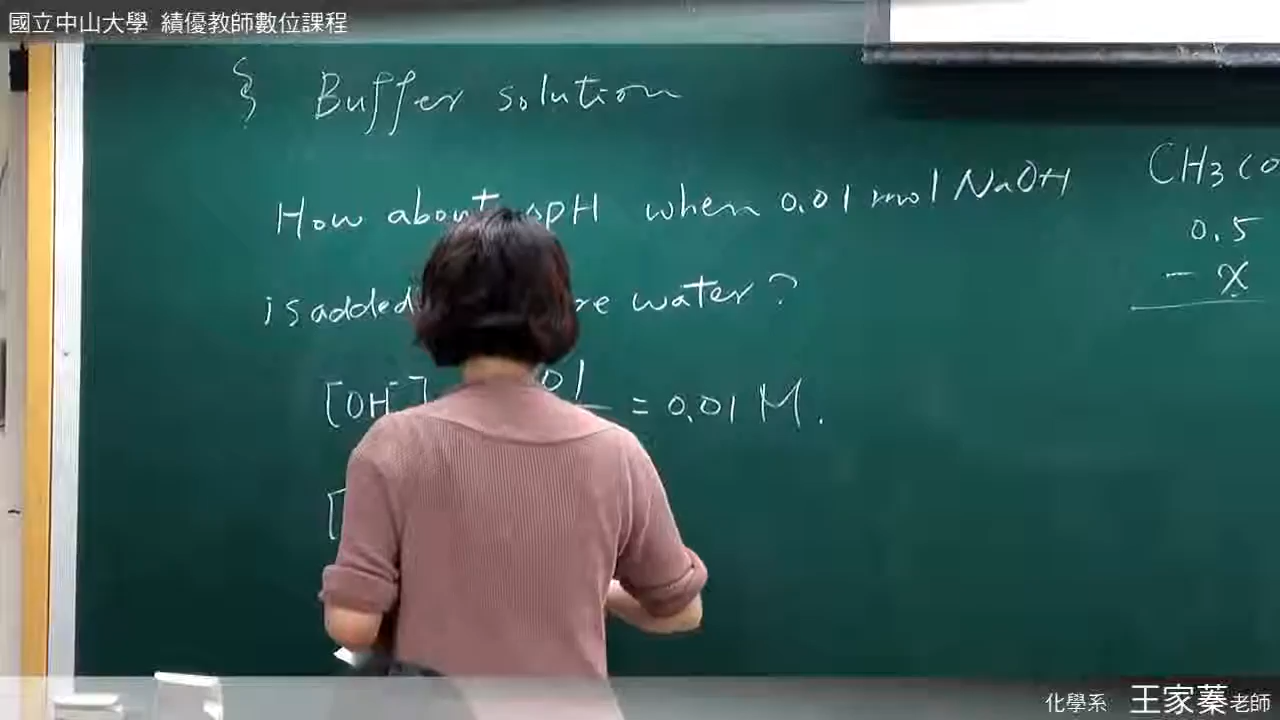 國立中山大學 績優教師數位課程
§ Buffer solution
How about pH when 0.01 mol NaOH
is added water?
[OH⁻] 01 = 0.01 M.
[
CH3CO
0.5
- x
化學系 王家蓁老師